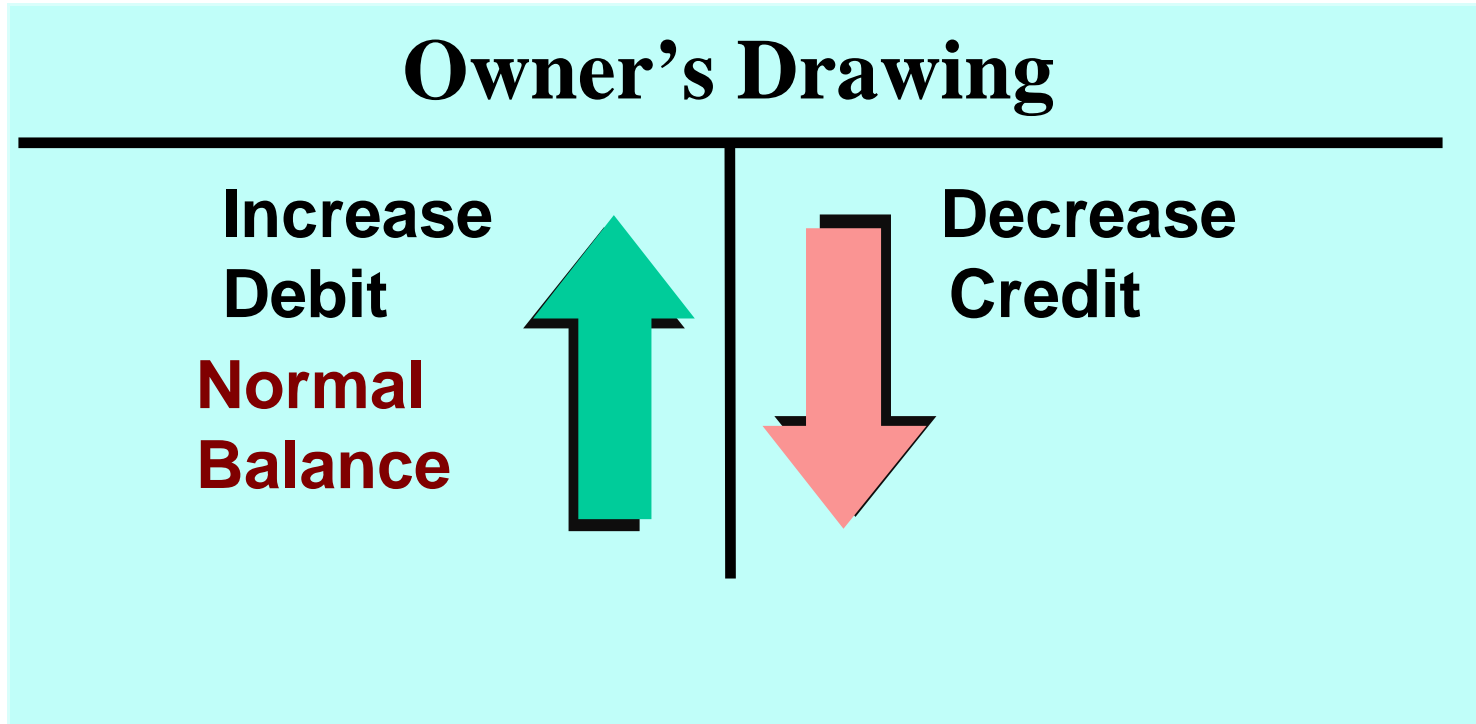 Owner’s Drawing
Increase
Debit
Normal
Balance
Decrease
Credit